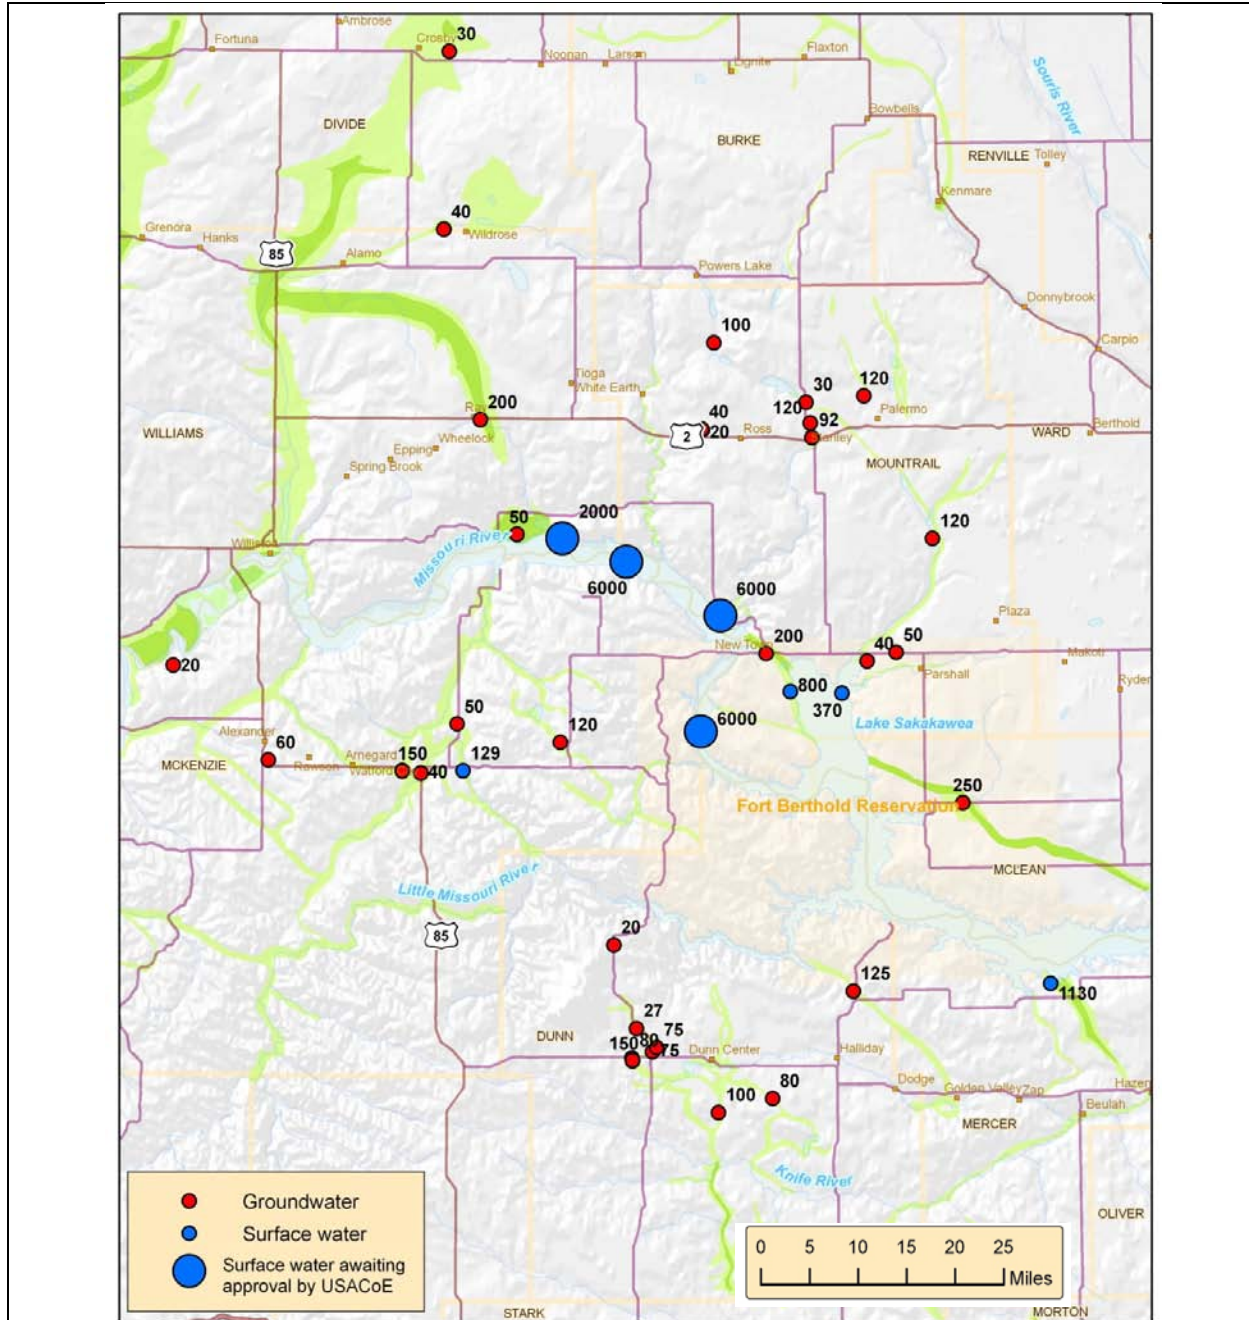 Ambrose
Fortuna
Crosby
30
Noonan
Larson
Flaxton
Lignite
Souris River
Bowbells
DIVIDE
BURKE
RENVILLE
Tolley
Kenmare
40
Grenora
Hanks
Wildrose
85
Alamo
Powers Lake
Donnybrook
100
Carpio
Tioga
White Earth
30
120
Ray
200
40
120
92
Palermo
WILLIAMS
2
20
Ross
Stanley
WARD
Berthold
Wheelock
Epping
Spring Brook
MOUNTRAIL
50
2000
120
Williston
Missouri River
6000
6000
Plaza
New Town
200
40
50
Makoti
20
Parshall
Ryder
800
370
Lake Sakakawea
50
6000
Alexander
60
120
Arnegard
150
129
MCKENZIE
Rawson
Watford
40
250
Fort Berthold Reservation
MCLEAN
Little Missouri River
20
85
125
1130
27
DUNN
75
150
80
75
Dunn Center
Halliday
80
Dodge
Golden Valley
Zap
Hazen
100
Beulah
MERCER
Knife River
Groundwater
Surface water
Surface water awaiting
approval by USACoE
OLIVER
0 5 10 15 20 25
Miles
STARK
MORTON